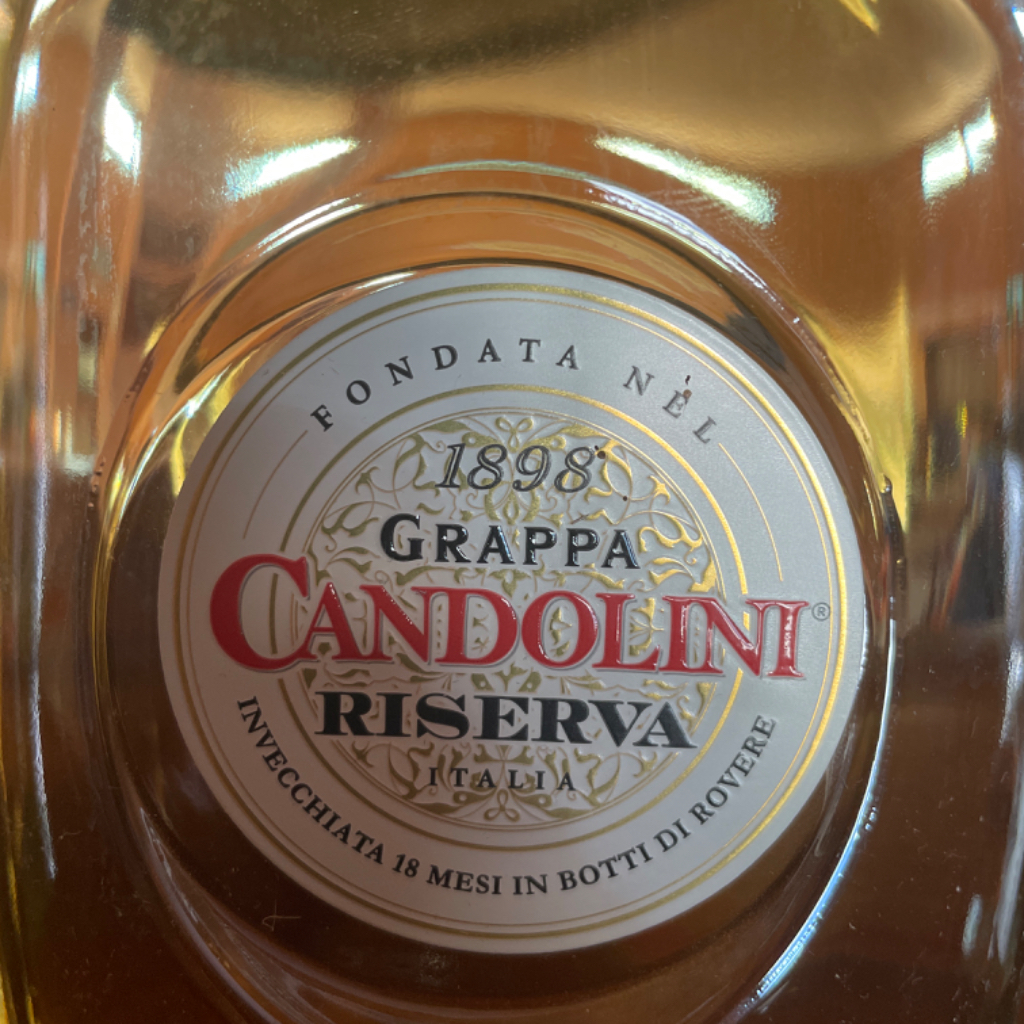 FONDATA NEL
1898
GRAPPA
CANDOLINI®
RISERVA
ITALIA
INVECCHIATA 18 MESI IN BOTTI DI ROVERE